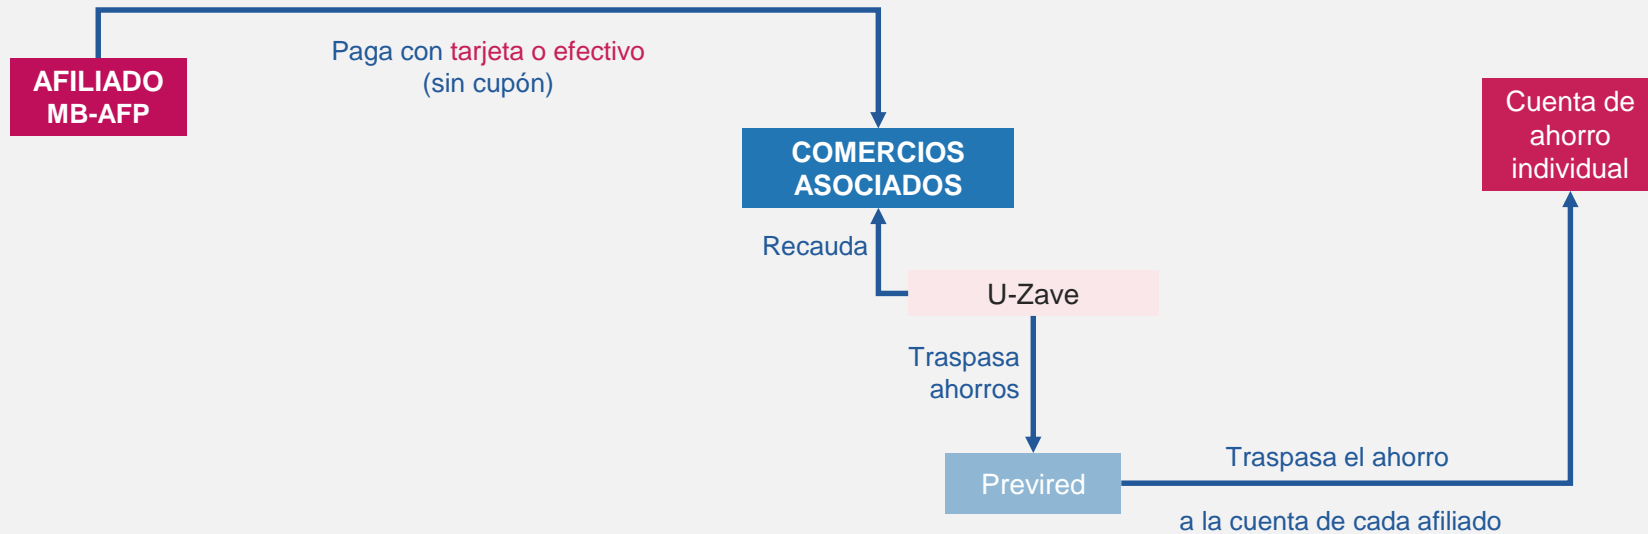 Paga con tarjeta o efectivo
(sin cupón)
AFILIADO
MB-AFP
Cuenta de
ahorro
individual
COMERCIOS
ASOCIADOS
Recauda
U-Zave
Traspasa
ahorros
Previred
Traspasa el ahorro
a la cuenta de cada afiliado